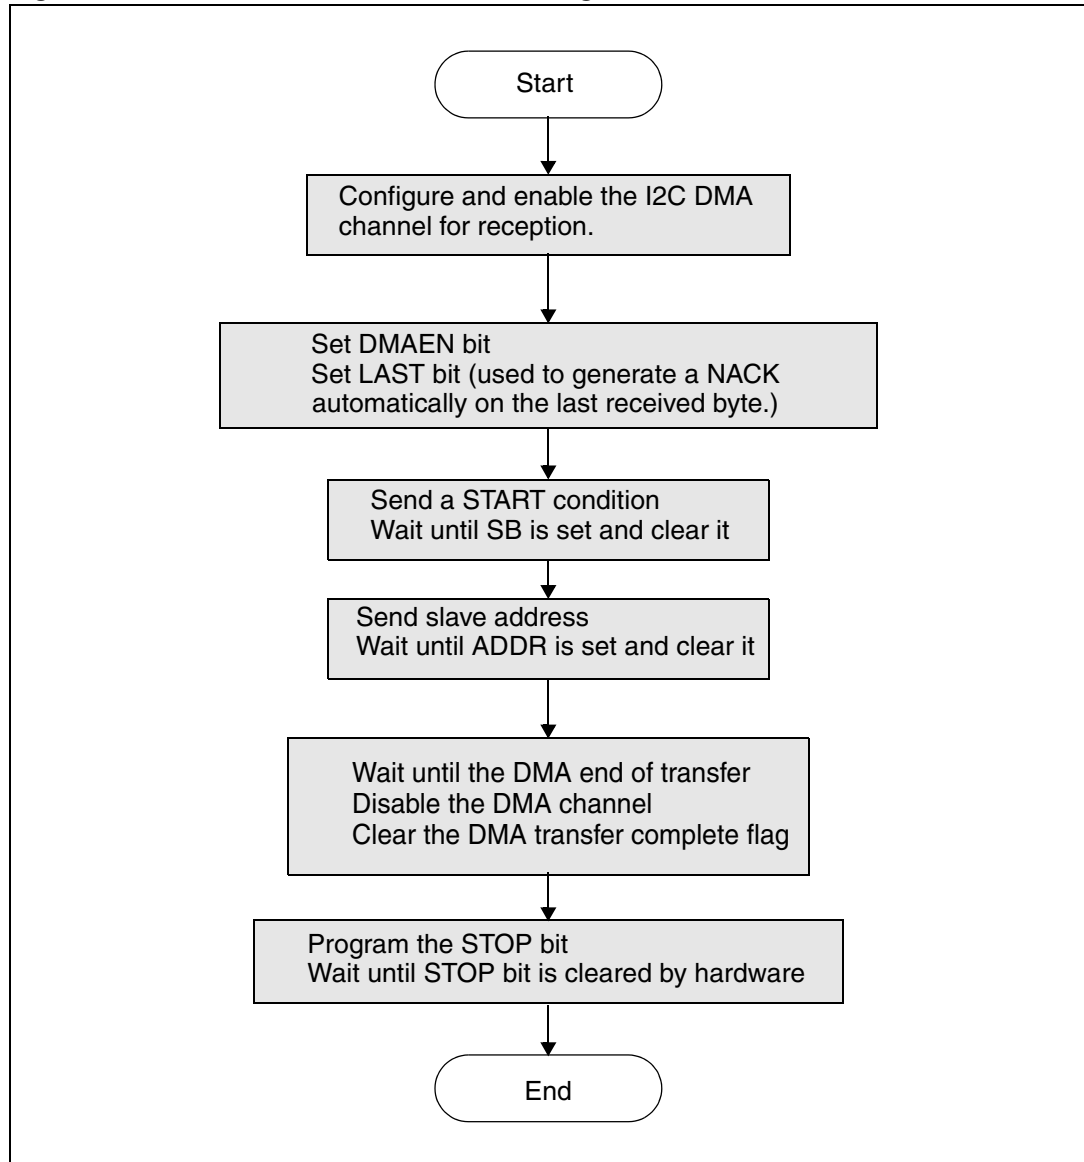 Start
Configure and enable the I2C DMA
channel for reception.
Set DMAEN bit
Set LAST bit (used to generate a NACK
automatically on the last received byte.)
Send a START condition
Wait until SB is set and clear it
Send slave address
Wait until ADDR is set and clear it
Wait until the DMA end of transfer
Disable the DMA channel
Clear the DMA transfer complete flag
Program the STOP bit
Wait until STOP bit is cleared by hardware
End